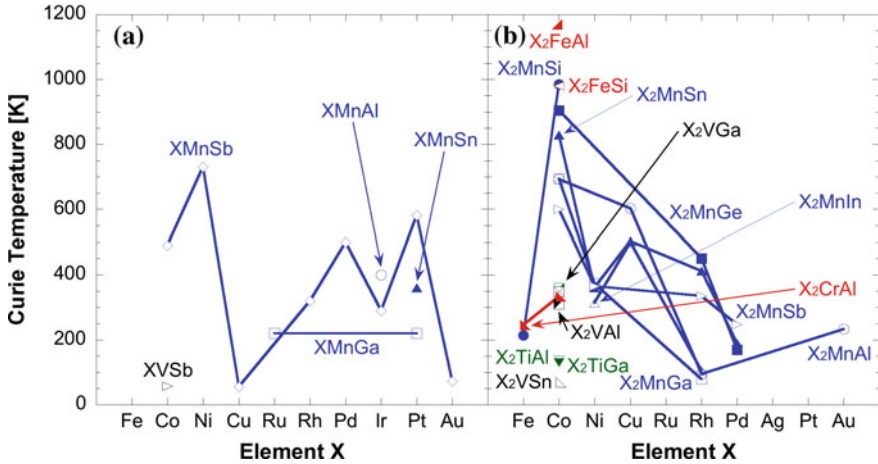 1200
1000
800
600
400
200
0
Curie Temperature [K]
(a)
XMnSb
XMnAl
XMnSn
XMnGa
XVSb
Fe Co Ni Cu Ru Rh Pd Ir Pt Au
Element X
(b)
X2FeAl
X2MnSi
X2FeSi
X2MnSn
X2VGa
X2MnIn
X2MnGe
X2CrAl
X2MnSb
X2VAl
X2TiAl
X2TiGa
X2MnGa
X2MnAl
X2VSn
Fe Co Ni Cu Ru Rh Pd Ag Pt Au
Element X